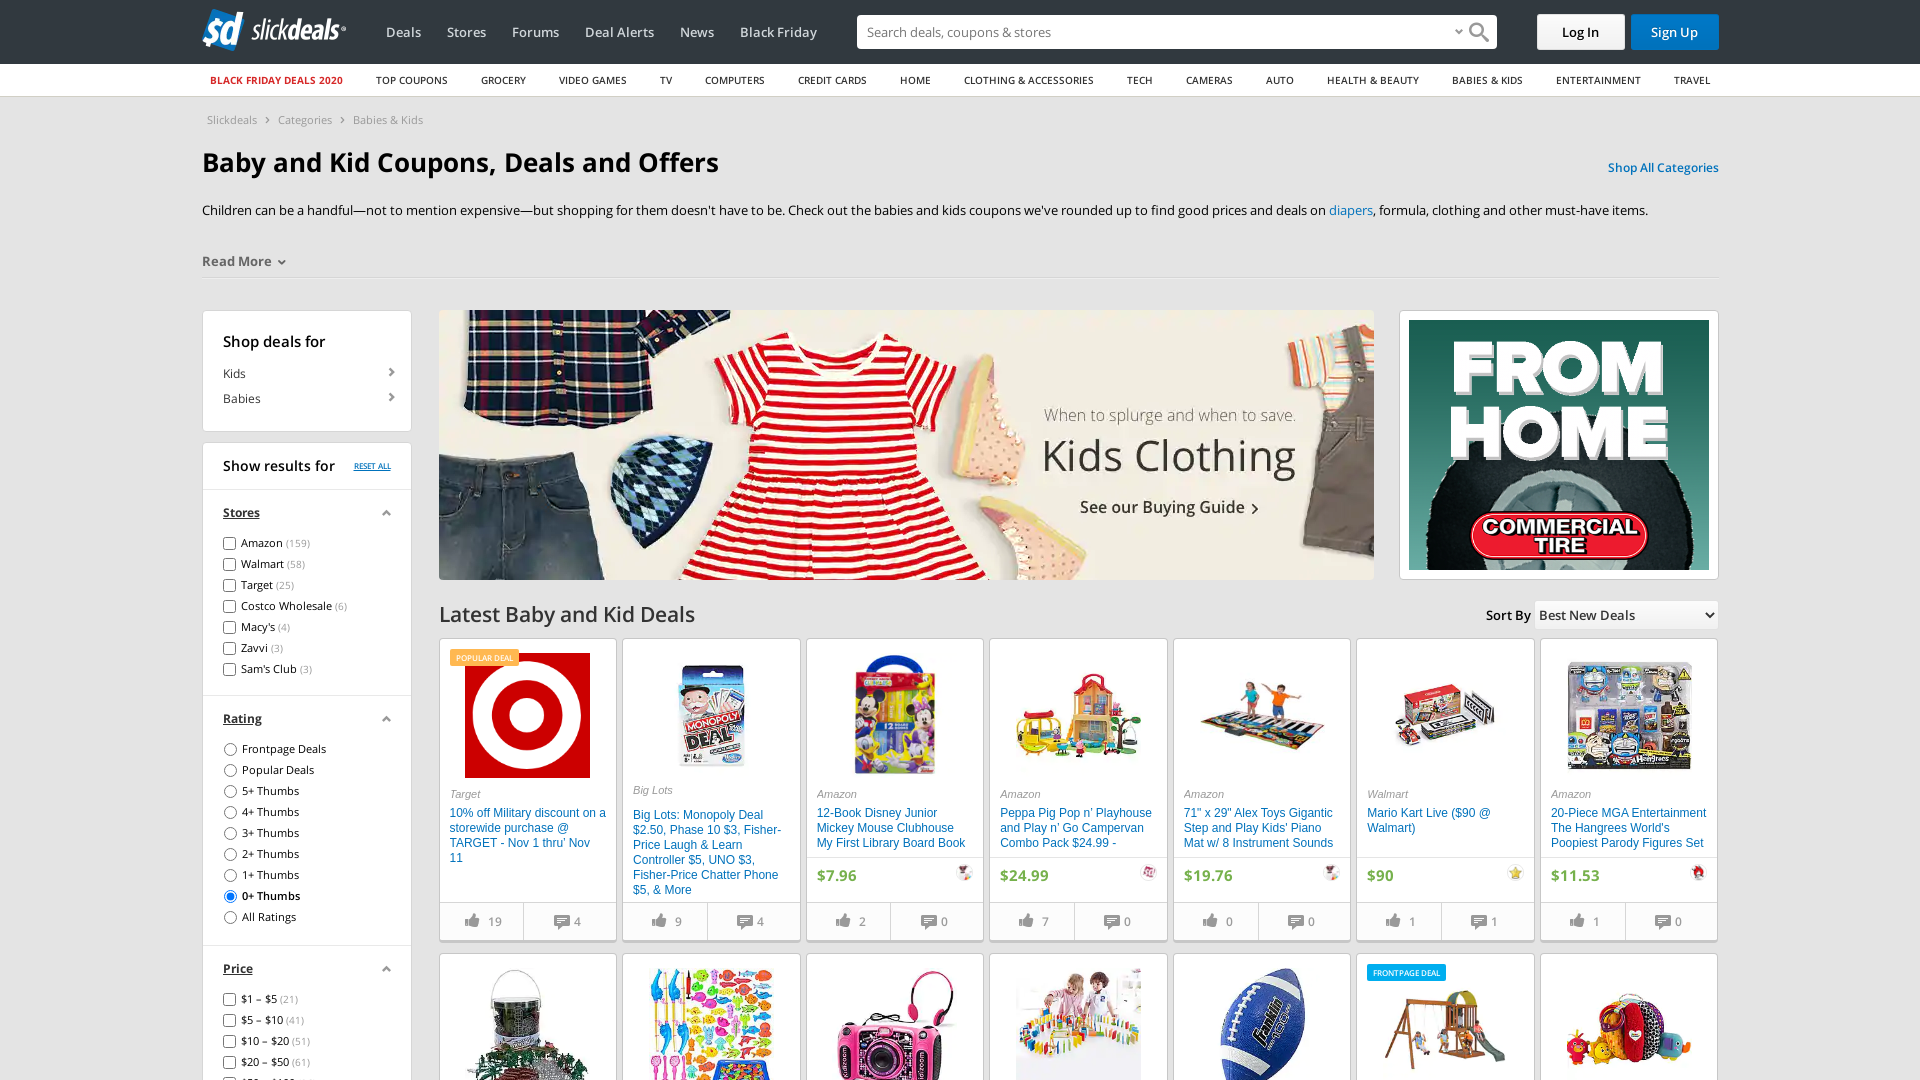 slickdeals
Deals
Stores
Forums
Deal Alerts
News
Black Friday
Search deals, coupons & stores
Log In
Sign Up
BLACK FRIDAY DEALS 2020
TOP COUPONS
GROCERY
VIDEO GAMES
TV
COMPUTERS
CREDIT CARDS
HOME
CLOTHING & ACCESSORIES
TECH
CAMERAS
AUTO
HEALTH & BEAUTY
BABIES & KIDS
ENTERTAINMENT
TRAVEL
Slickdeals > Categories > Babies & Kids
Baby and Kid Coupons, Deals and Offers
Shop All Categories
Children can be a handful—not to mention expensive—but shopping for them doesn't have to be. Check out the babies and kids coupons we've rounded up to find good prices and deals on diapers, formula, clothing and other must-have items.
Read More
Shop deals for
Kids
Babies
Show results for
RESET ALL
Stores
Amazon (159)
Walmart (58)
Target (25)
Costco Wholesale (6)
Macy's (4)
Zavvi (3)
Sam's Club (3)
Rating
Frontpage Deals
Popular Deals
5+ Thumbs
4+ Thumbs
3+ Thumbs
2+ Thumbs
1+ Thumbs
0+ Thumbs
All Ratings
Price
$1 – $5 (21)
$5 – $10 (41)
$10 – $20 (51)
$20 – $50 (61)
When to splurge and when to save.
Kids Clothing
See our Buying Guide
FROM
HOME
COMMERCIAL
TIRE
Latest Baby and Kid Deals
Sort By
Best New Deals
POPULAR DEAL
Target
10% off Military discount on a
storewide purchase @
TARGET - Nov 1 thru' Nov
11
19
4
MONOPOLY
DEAL
Big Lots
Big Lots: Monopoly Deal
$2.50, Phase 10 $3, Fisher-
Price Laugh & Learn
Controller $5, UNO $3,
Fisher-Price Chatter Phone
$5, & More
9
4
Amazon
12-Book Disney Junior
Mickey Mouse Clubhouse
My First Library Board Book
$7.96
2
0
Amazon
Peppa Pig Pop n' Playhouse
and Play n' Go Campervan
Combo Pack $24.99 -
$24.99
7
0
Amazon
71" x 29" Alex Toys Gigantic
Step and Play Kids' Piano
Mat w/ 8 Instrument Sounds
$19.76
0
0
Walmart
Mario Kart Live ($90 @
Walmart)
$90
1
1
Amazon
20-Piece MGA Entertainment
The Hangrees World's
Poopiest Parody Figures Set
$11.53
1
0
Franklin
FRONTPAGE DEAL